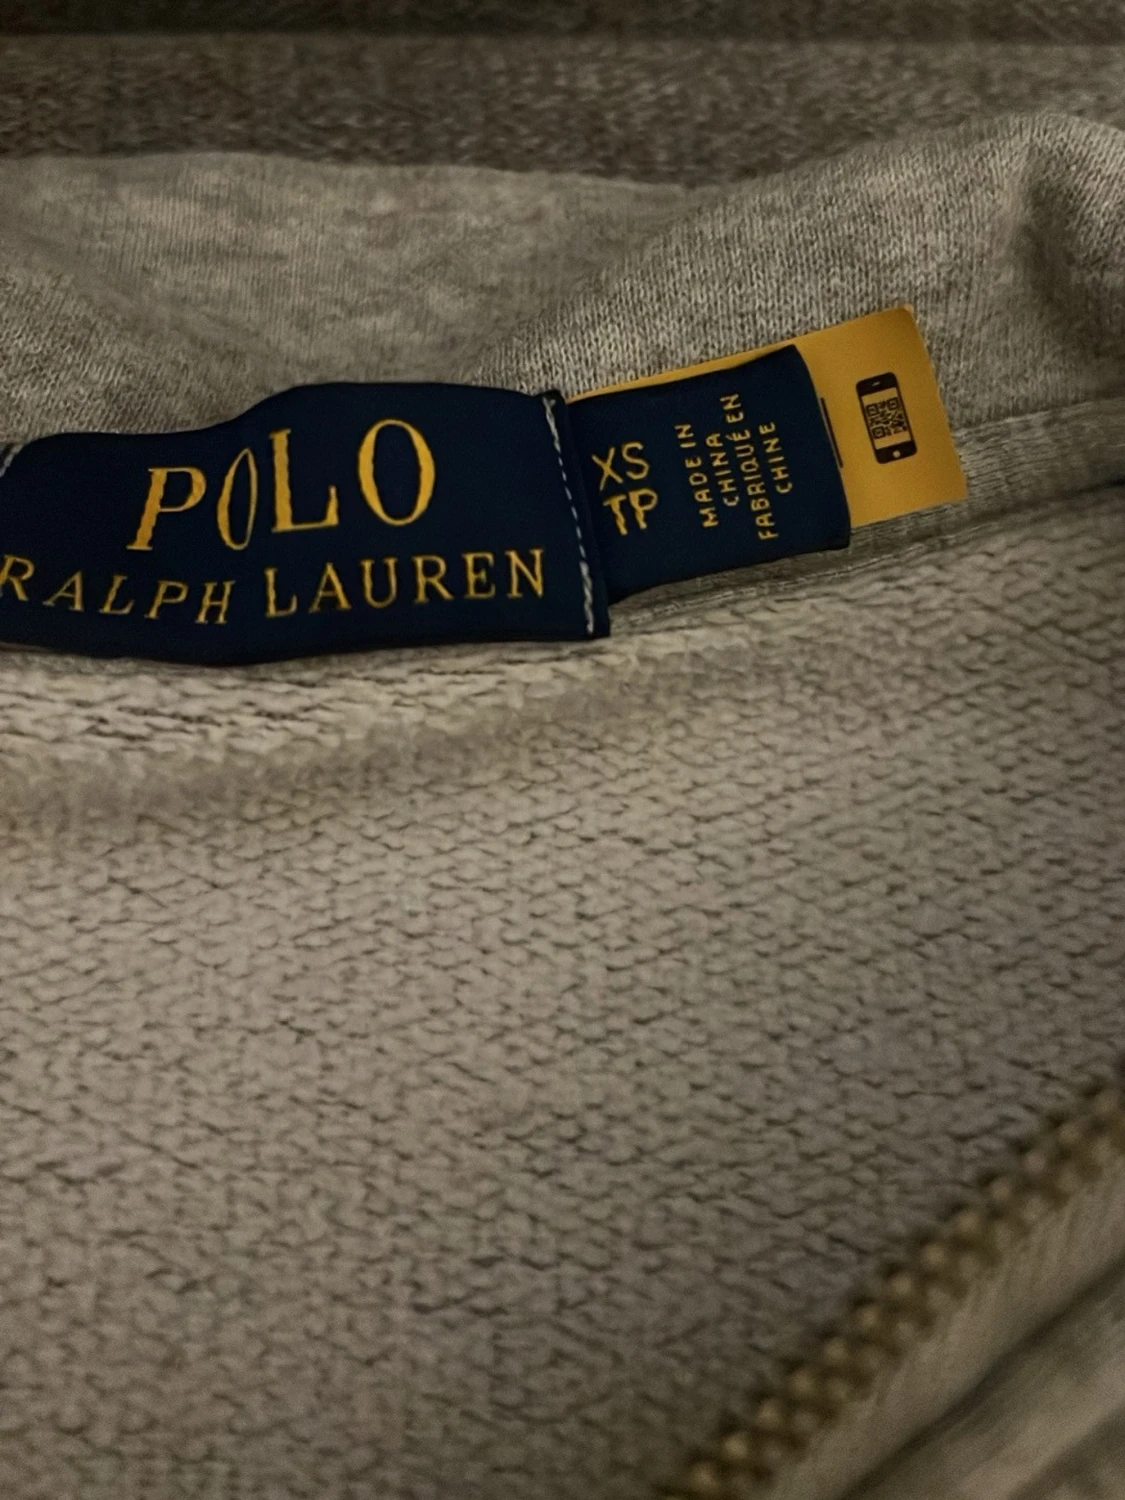 POLO
RALPH LAUREN
XS
TP
MADE IN
CHINA
FABRIQUÉ EN
CHINE